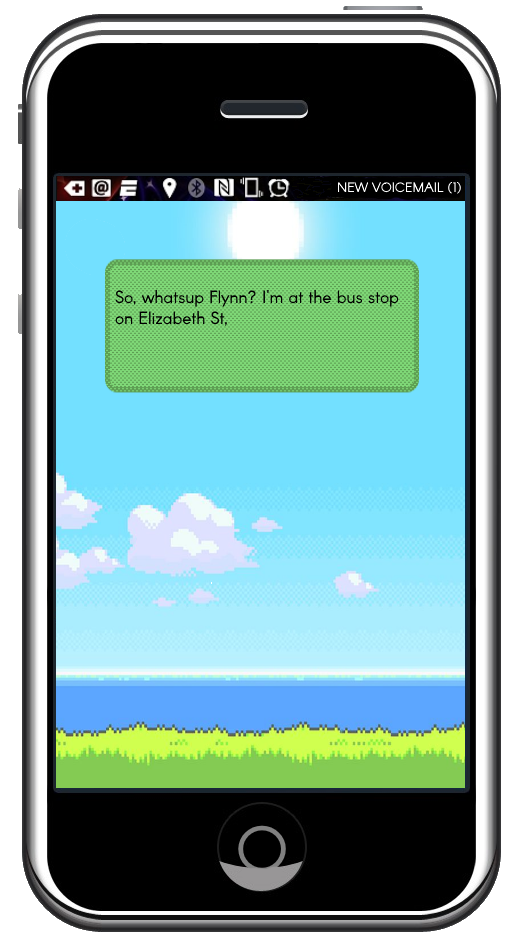 NEW VOICEMAIL (1)
So, whatsup Flynn? I'm at the bus stop
on Elizabeth St,